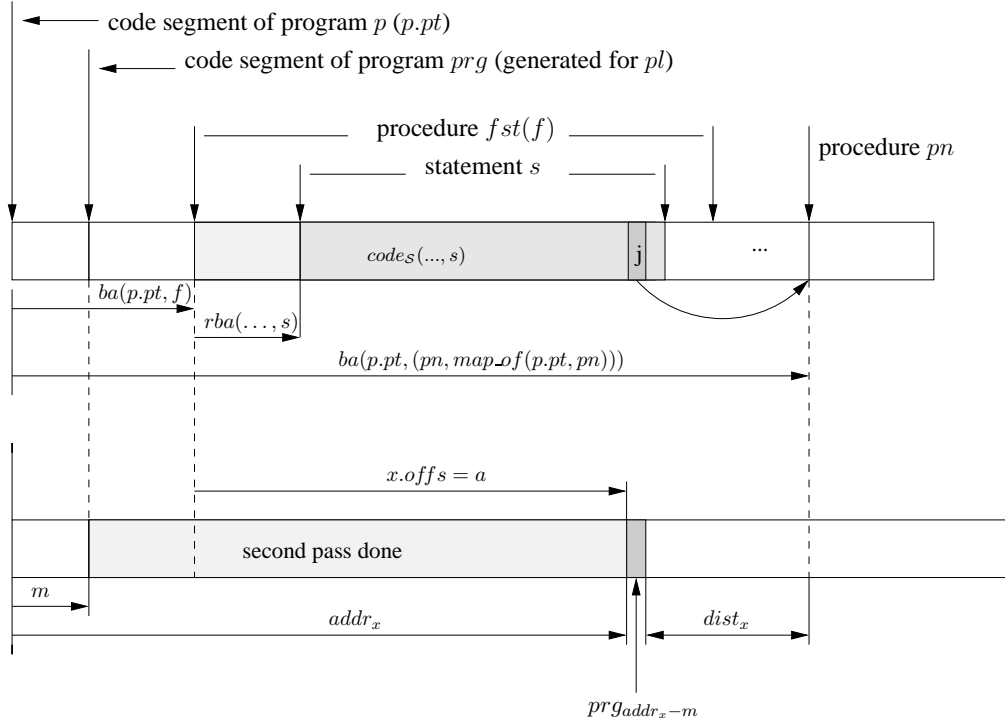 code segment of program p (p.pt)
code segment of program prg (generated for pl)
procedure fst(f)
procedure pn
statement s
code_S(..., s)
j
...
ba(p.pt, f)
rba(..., s)
ba(p.pt, (pn, map_of(p.pt, pn)))
x.offs = a
second pass done
m
addr_x
dist_x
prg_{addr_x−m}